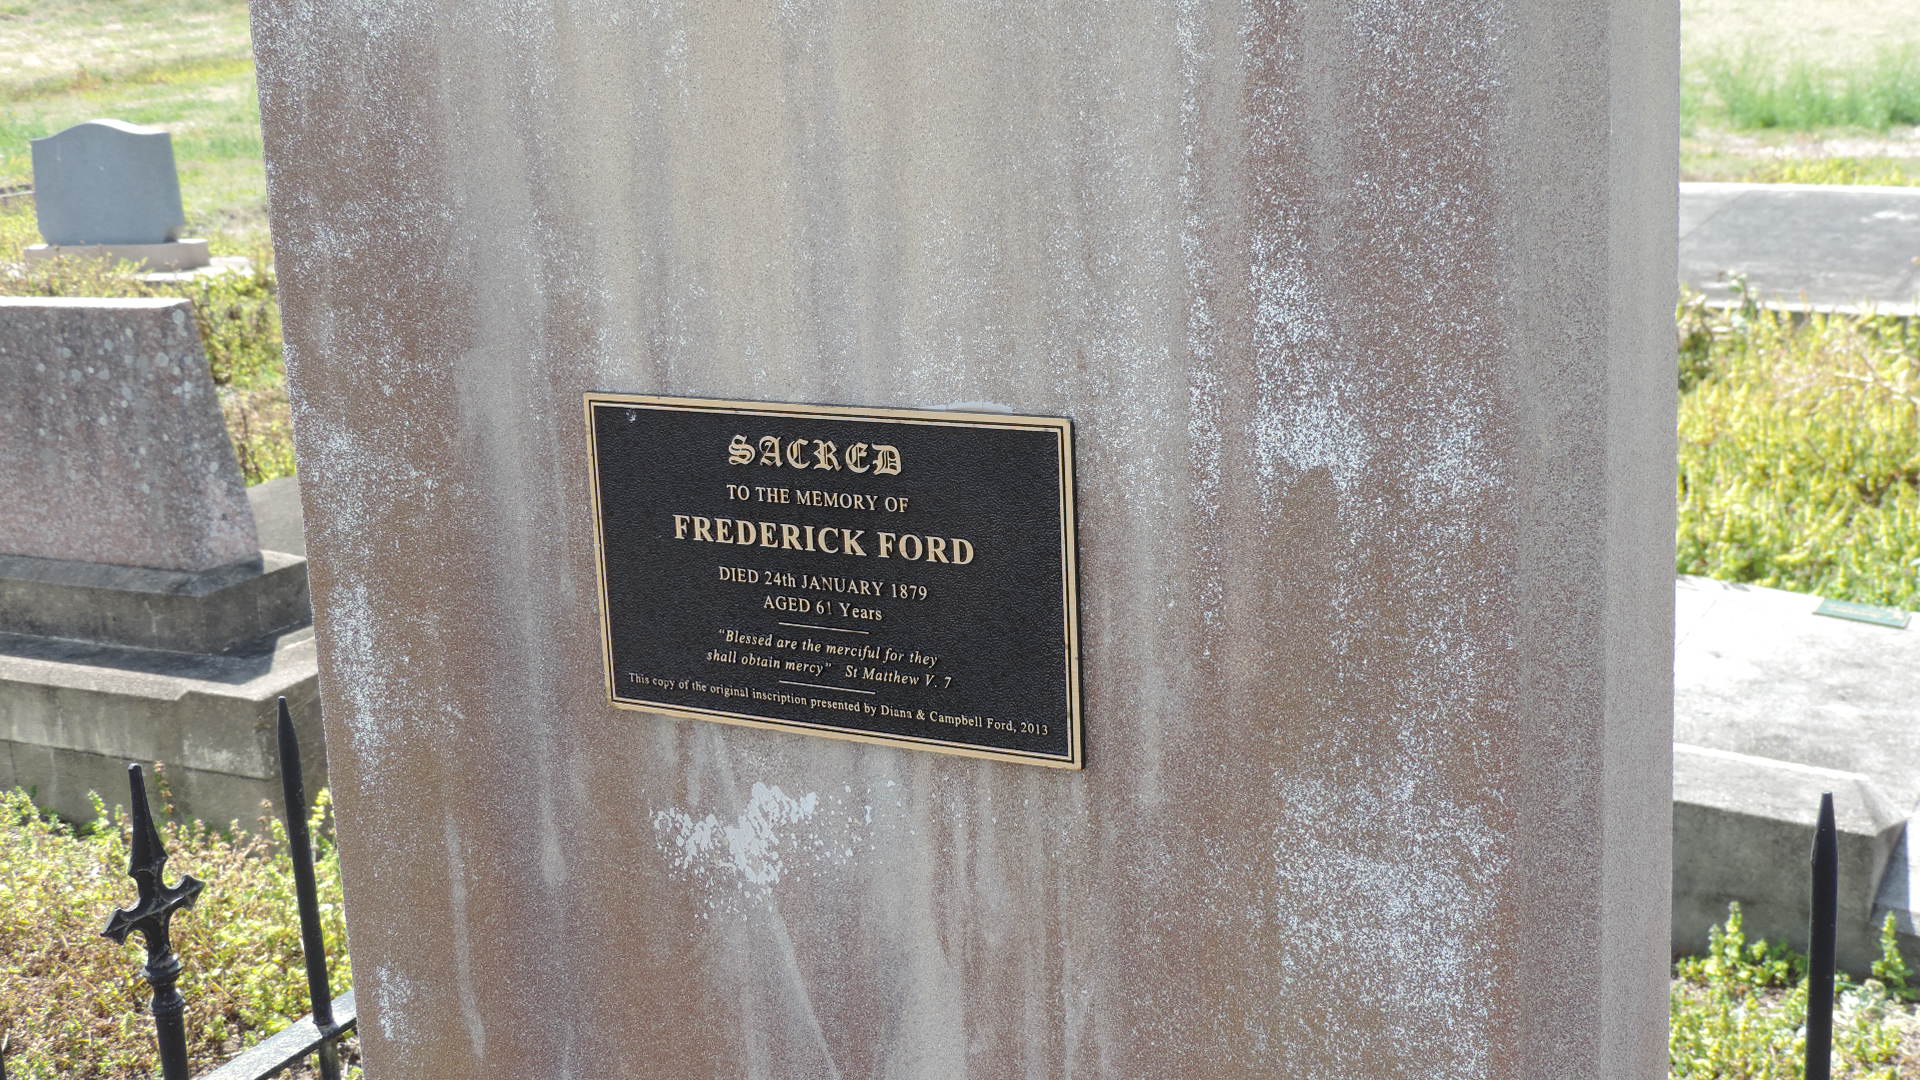 SACRED
TO THE MEMORY OF
FREDERICK FORD
DIED 24th JANUARY 1879
AGED 61 Years
"Blessed are the merciful for they
shall obtain mercy" St Matthew V. 7
This copy of the original inscription presented by Diana & Campbell Ford, 2013